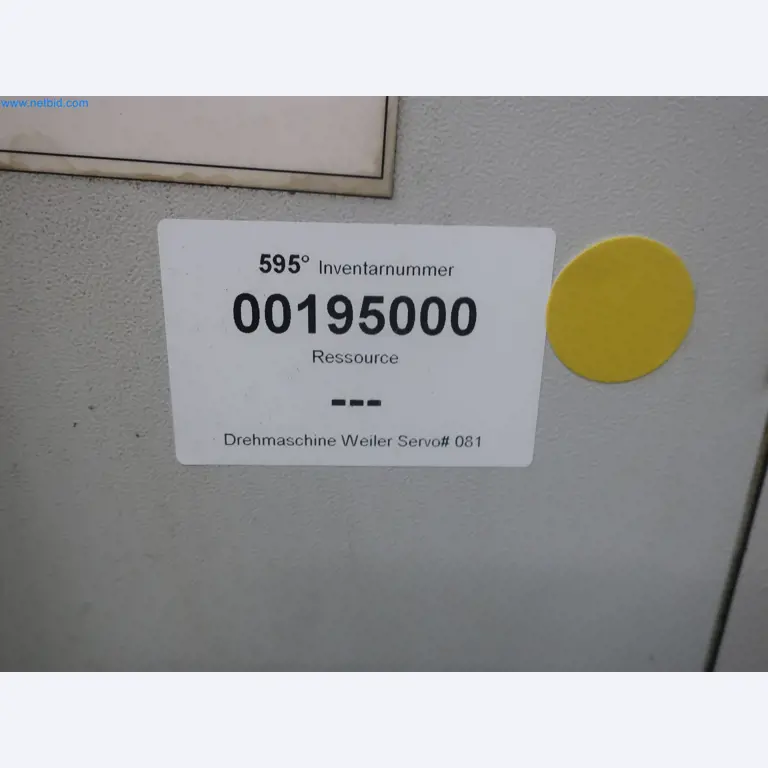 www.netbid.com
595° Inventarnummer
00195000
Ressource
---
Drehmaschine Weiler Servo# 081